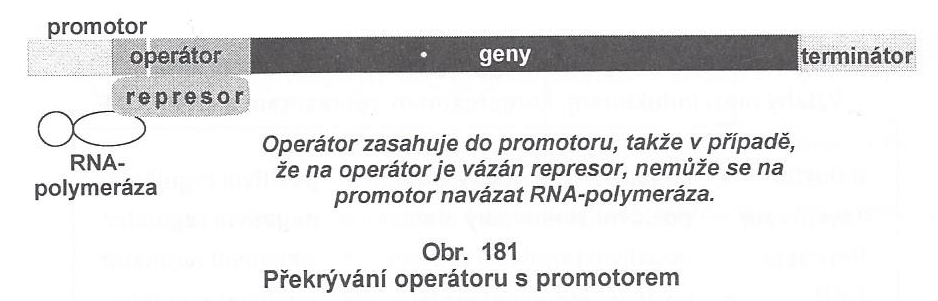 promotor
operátor
geny
terminátor
represor
RNA-
polymeráza
Operátor zasahuje do promotoru, takže v případě,
že na operátor je vázán represor, nemůže se na
promotor navázat RNA-polymeráza.
Obr. 181
Překrývání operátoru s promotorem